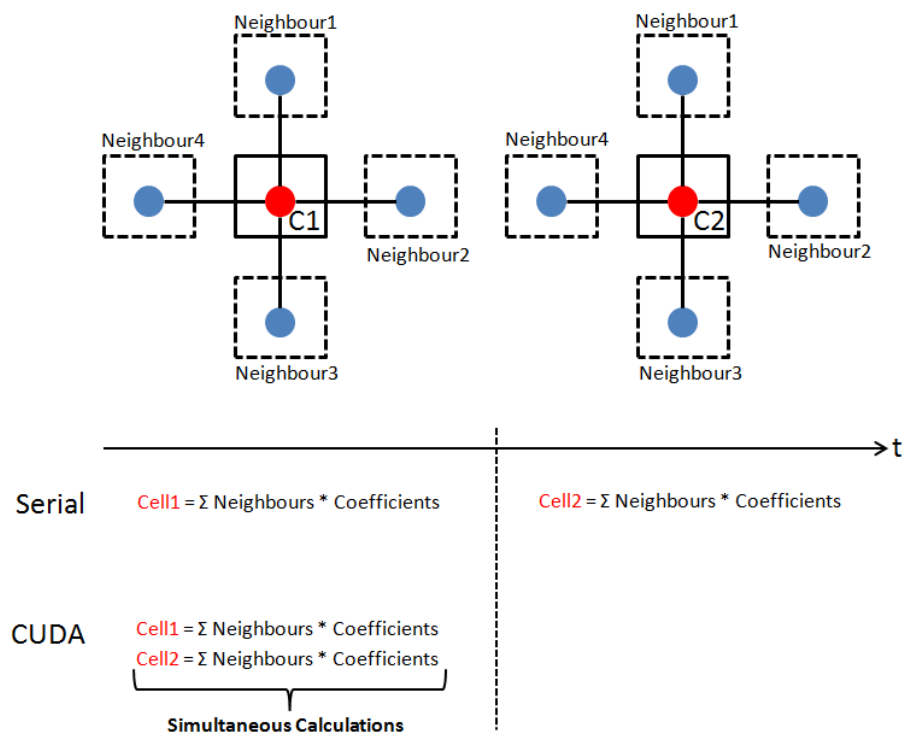 Neighbour1
Neighbour1
Neighbour4
Neighbour4
C1
C2
Neighbour2
Neighbour2
Neighbour3
Neighbour3
t
Serial
Cell1 = Σ Neighbours * Coefficients
Cell2 = Σ Neighbours * Coefficients
CUDA
Cell1 = Σ Neighbours * Coefficients
Cell2 = Σ Neighbours * Coefficients
Simultaneous Calculations